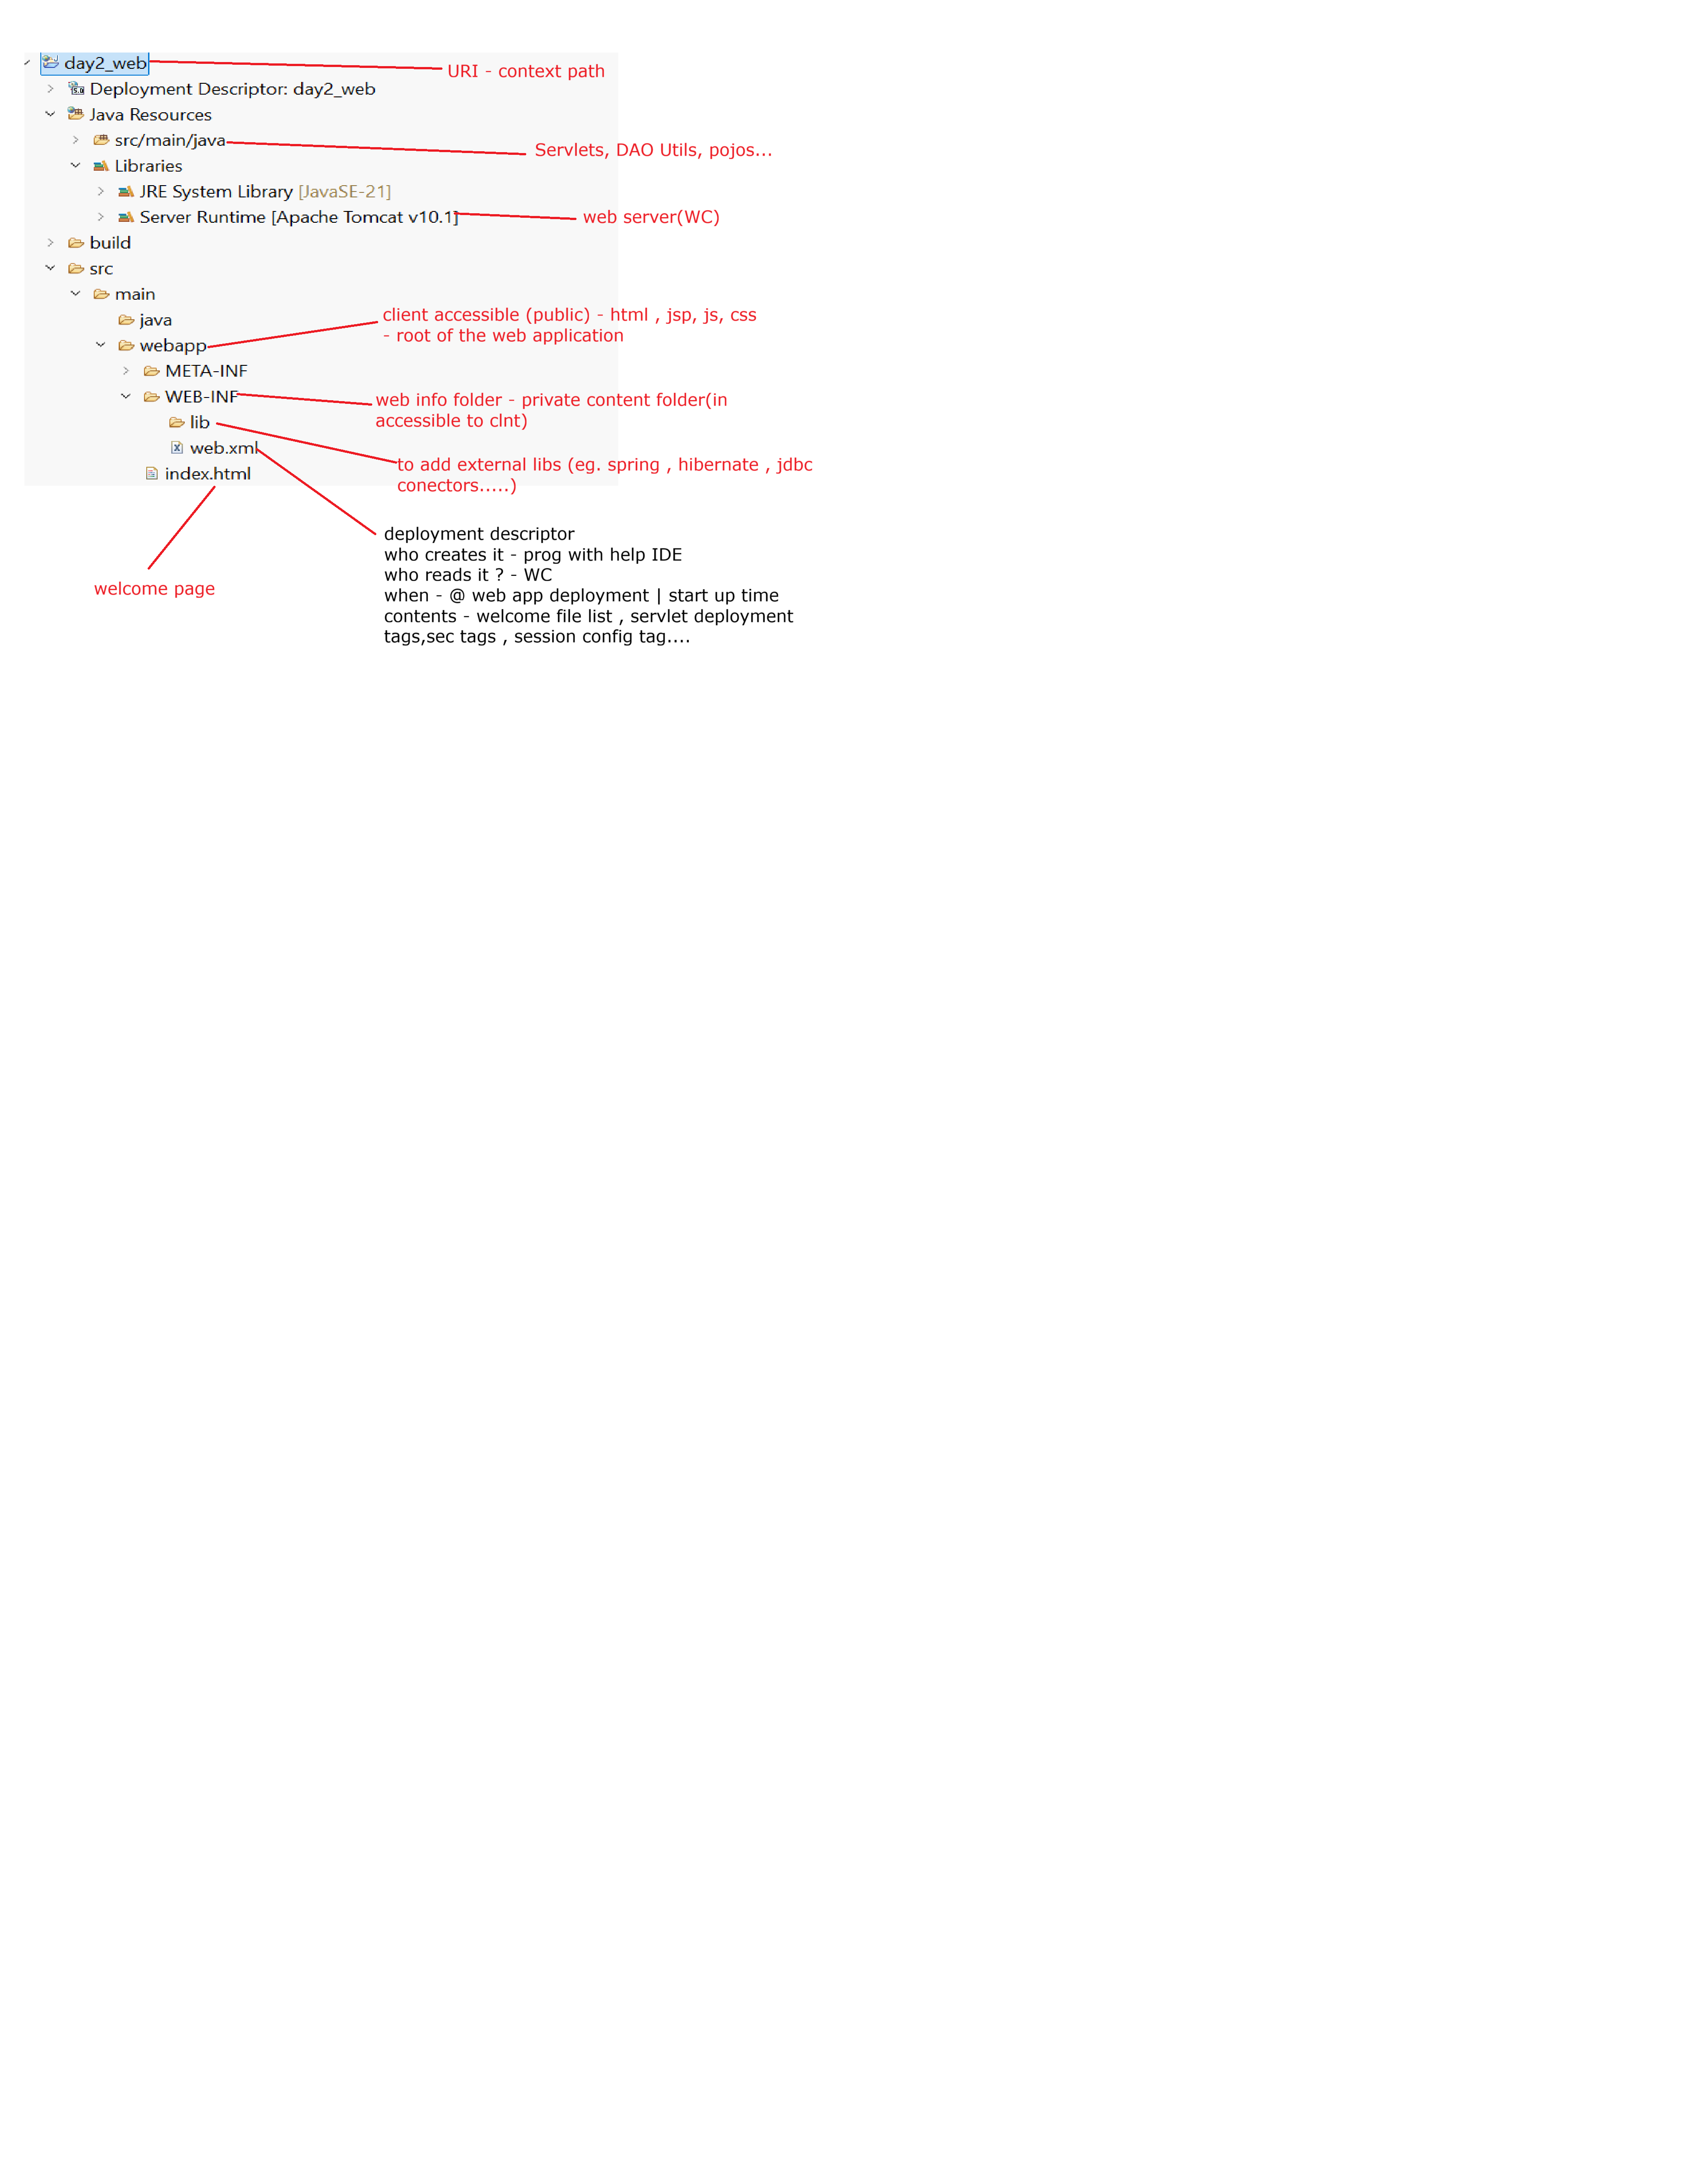 day2_web
URI - context path
Deployment Descriptor: day2_web
Java Resources
src/main/java
Servlets, DAO Utils, pojos...
Libraries
JRE System Library [JavaSE-21]
Server Runtime [Apache Tomcat v10.1]
web server(WC)
build
src
main
java
client accessible (public) - html , jsp, js, css
- root of the web application
webapp
META-INF
WEB-INF
web info folder - private content folder(in
accessible to clnt)
lib
web.xml
to add external libs (eg. spring , hibernate , jdbc
conectors.....)
index.html
deployment descriptor
who creates it - prog with help IDE
who reads it ? - WC
when - @ web app deployment | start up time
contents - welcome file list , servlet deployment
tags,sec tags , session config tag....
welcome page